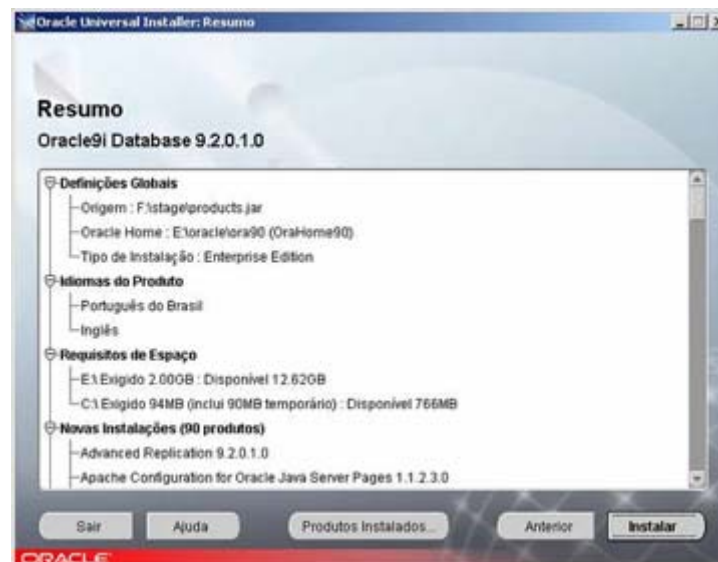 Oracle Universal Installer: Resumo
Resumo
Oracle9i Database 9.2.0.1.0
Definições Globais
Origem : F:\stage\products.jar
Oracle Home : E:\oracle\ora90 (OraHome90)
Tipo de Instalação : Enterprise Edition
Idiomas do Produto
Português do Brasil
Inglês
Requisitos de Espaço
E:\ Exigido 2.00GB : Disponível 12.62GB
C:\ Exigido 94MB (inclui 90MB temporário) : Disponível 766MB
Novas Instalações (90 produtos)
Advanced Replication 9.2.0.1.0
Apache Configuration for Oracle Java Server Pages 1.1.2.3.0
Sair Ajuda Produtos Instalados... Anterior Instalar
ORACLE